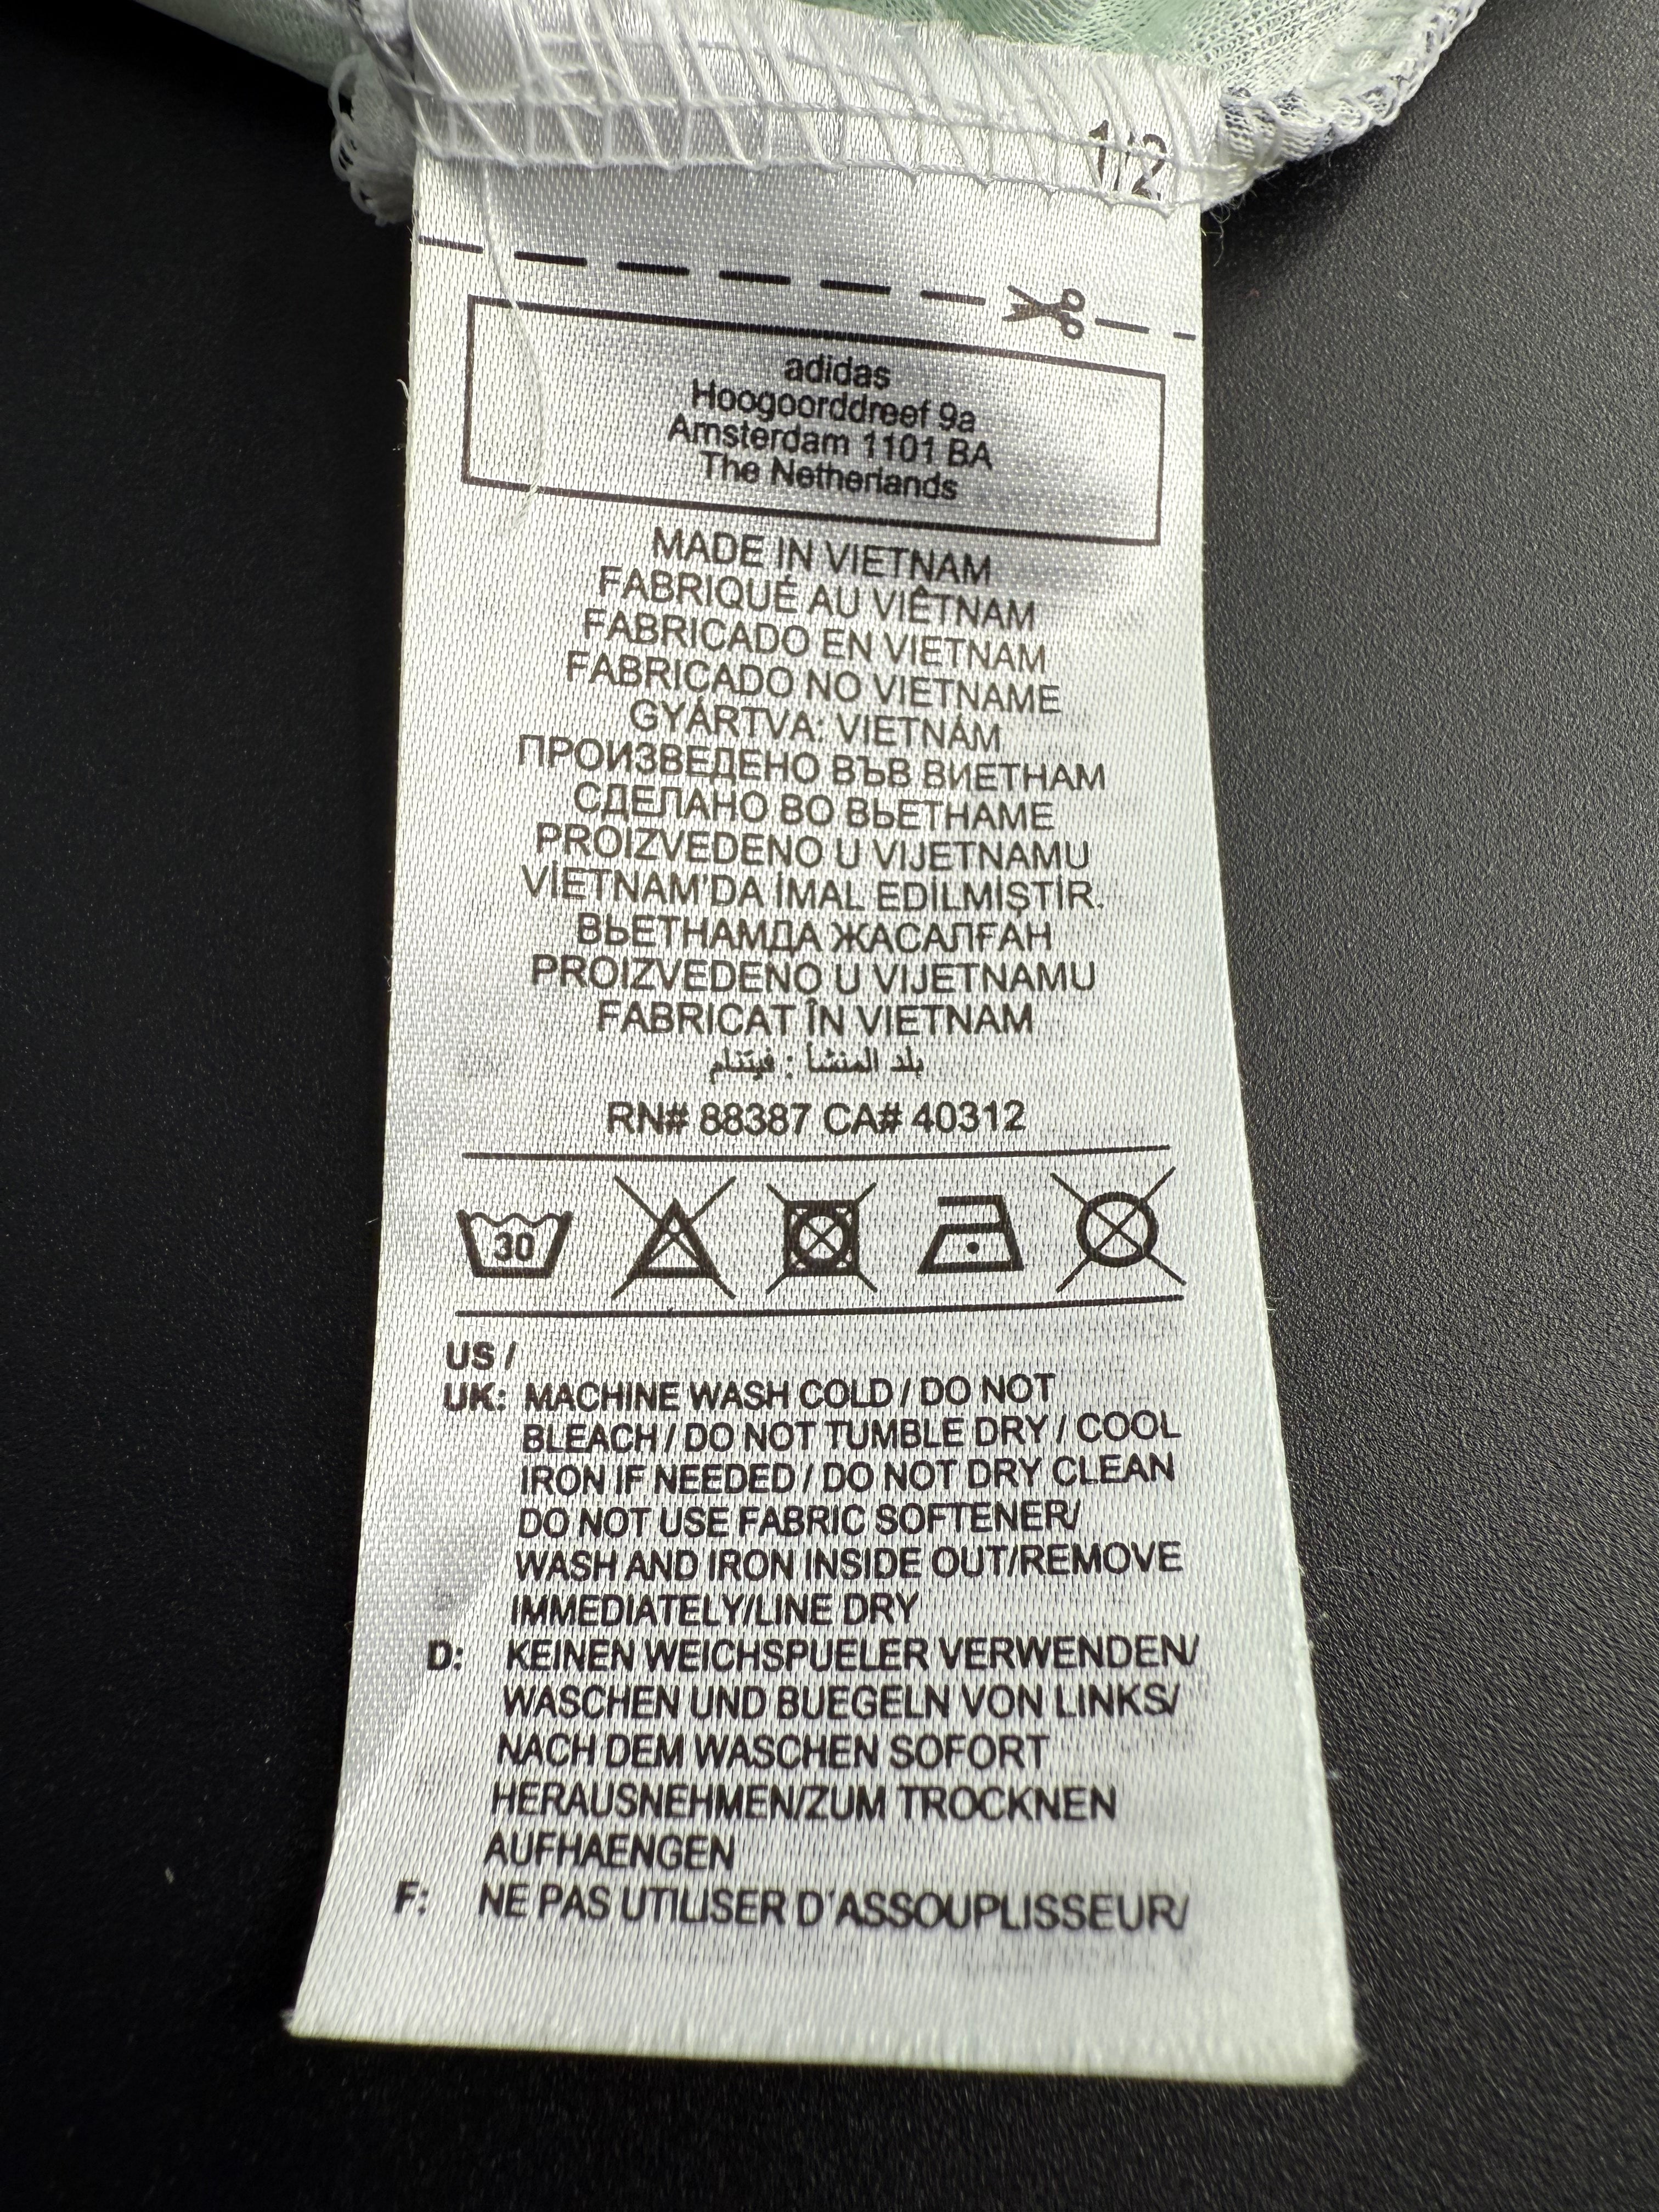 1/2
adidas
Hoogoorddreef 9a
Amsterdam 1101 BA
The Netherlands
MADE IN VIETNAM
FABRIQUÉ AU VIÊTNAM
FABRICADO EN VIETNAM
FABRICADO NO VIETNAME
GYÁRTVA: VIETNÁM
ПРОИЗВЕДЕНО ВЪВ ВИЕТНАМ
СДЕЛАНО ВО ВЬЕТНАМЕ
PROIZVEDENO U VIJETNAMU
VİETNAM'DA İMAL EDİLMİŞTİR.
ВЬЕТНАМДА ЖАСАЛҒАН
PROIZVEDENO U VIJETNAMU
FABRICAT ÎN VIETNAM
بلد المنشأ : فيتنام
RN# 88387 CA# 40312
30
US /
UK: MACHINE WASH COLD / DO NOT
BLEACH / DO NOT TUMBLE DRY / COOL
IRON IF NEEDED / DO NOT DRY CLEAN
DO NOT USE FABRIC SOFTENER/
WASH AND IRON INSIDE OUT/REMOVE
IMMEDIATELY/LINE DRY
D: KEINEN WEICHSPUELER VERWENDEN/
WASCHEN UND BUEGELN VON LINKS/
NACH DEM WASCHEN SOFORT
HERAUSNEHMEN/ZUM TROCKNEN
AUFHAENGEN
F: NE PAS UTILISER D'ASSOUPLISSEUR/